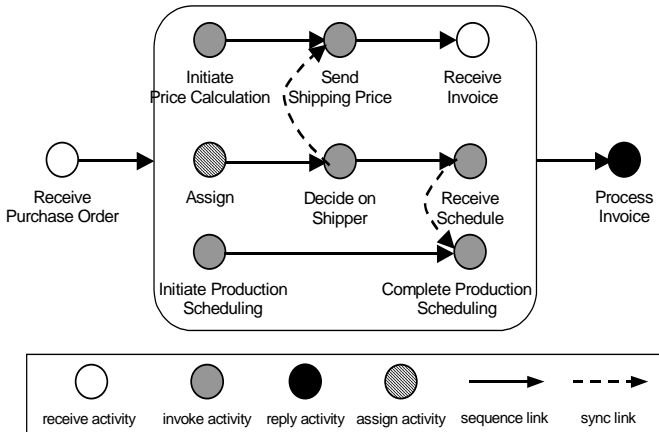 Initiate
Price Calculation
Send
Shipping Price
Receive
Invoice
Receive
Purchase Order
Assign
Decide on
Shipper
Receive
Schedule
Process
Invoice
Initiate Production
Scheduling
Complete Production
Scheduling
receive activity
invoke activity
reply activity
assign activity
sequence link
sync link